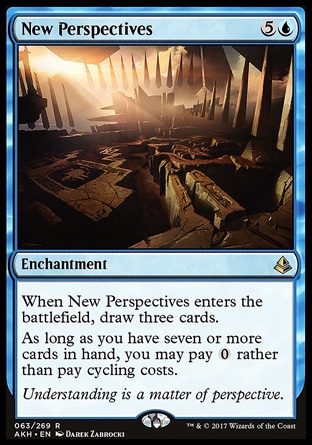 New Perspectives 5
Enchantment
When New Perspectives enters the
battlefield, draw three cards.
As long as you have seven or more
cards in hand, you may pay 0 rather
than pay cycling costs.
Understanding is a matter of perspective.
063/269 R
AKH • EN Darek Zabrocki
™ & © 2017 Wizards of the Coast